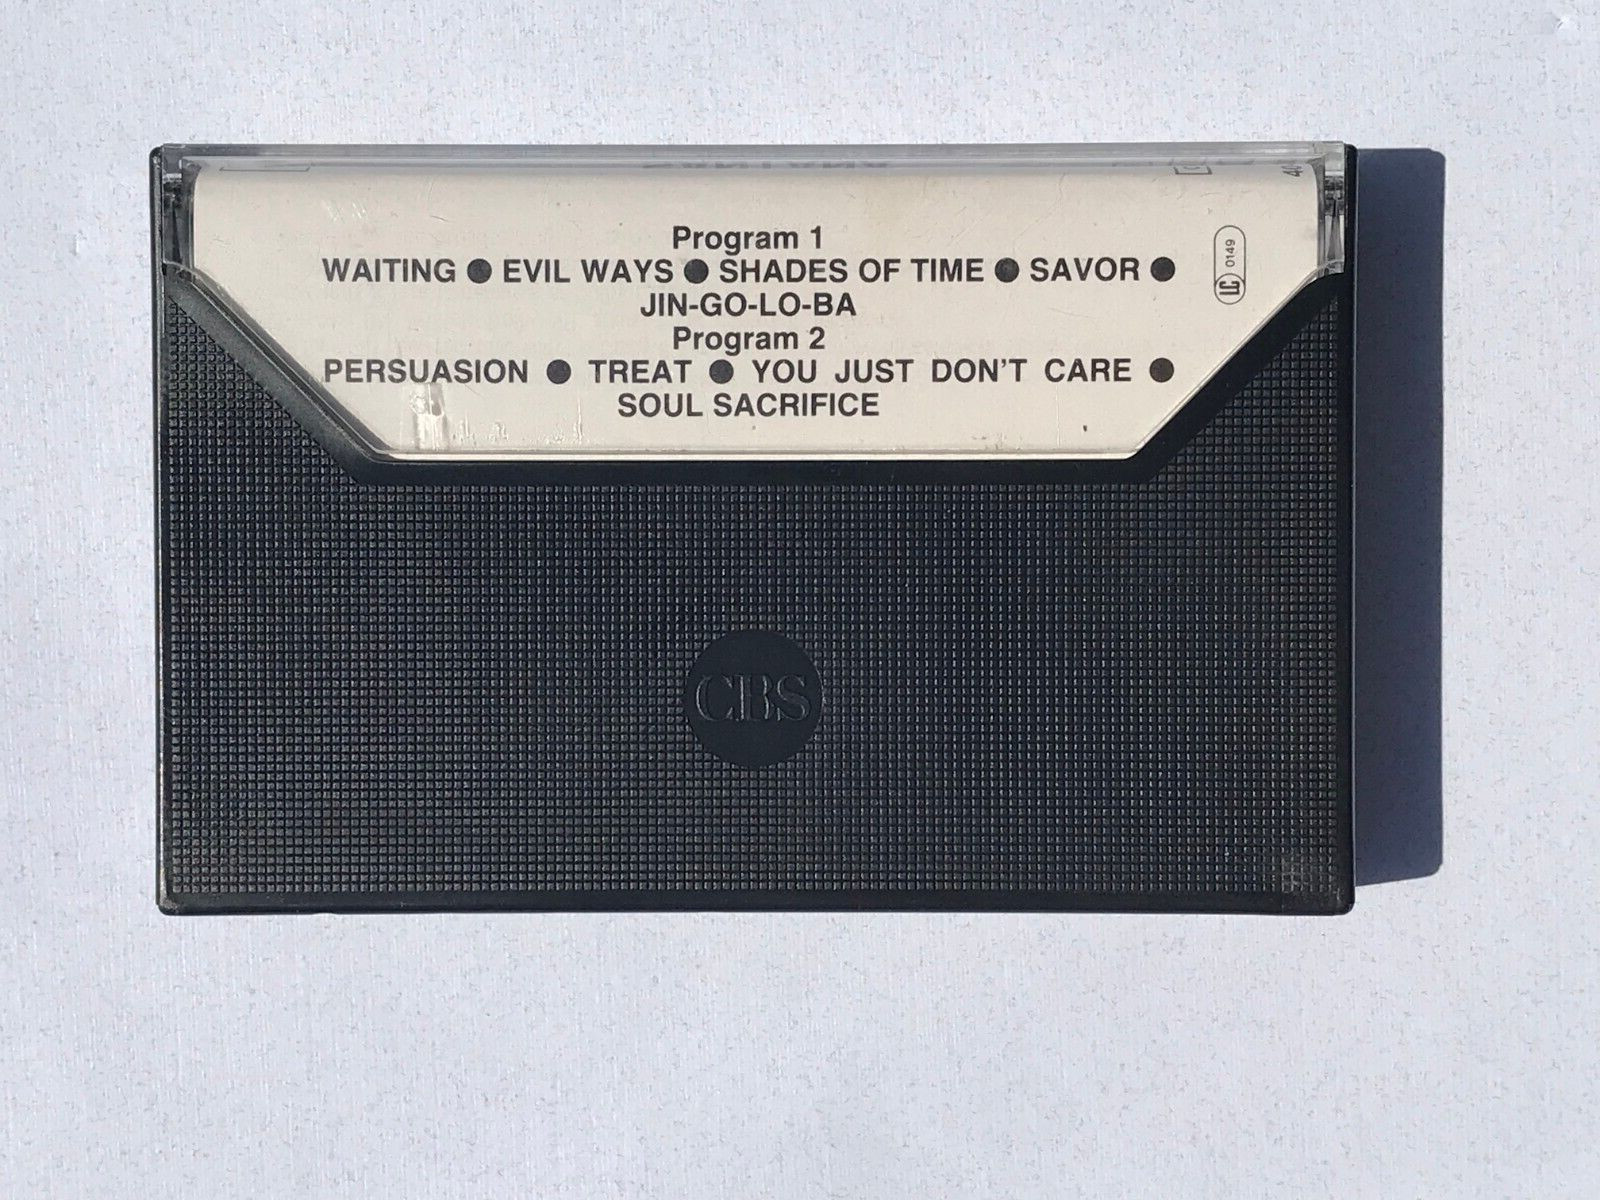 Program 1
WAITING ● EVIL WAYS ● SHADES OF TIME ● SAVOR ●
JIN-GO-LO-BA
Program 2
PERSUASION ● TREAT ● YOU JUST DON'T CARE ●
SOUL SACRIFICE
LC 0149
CBS